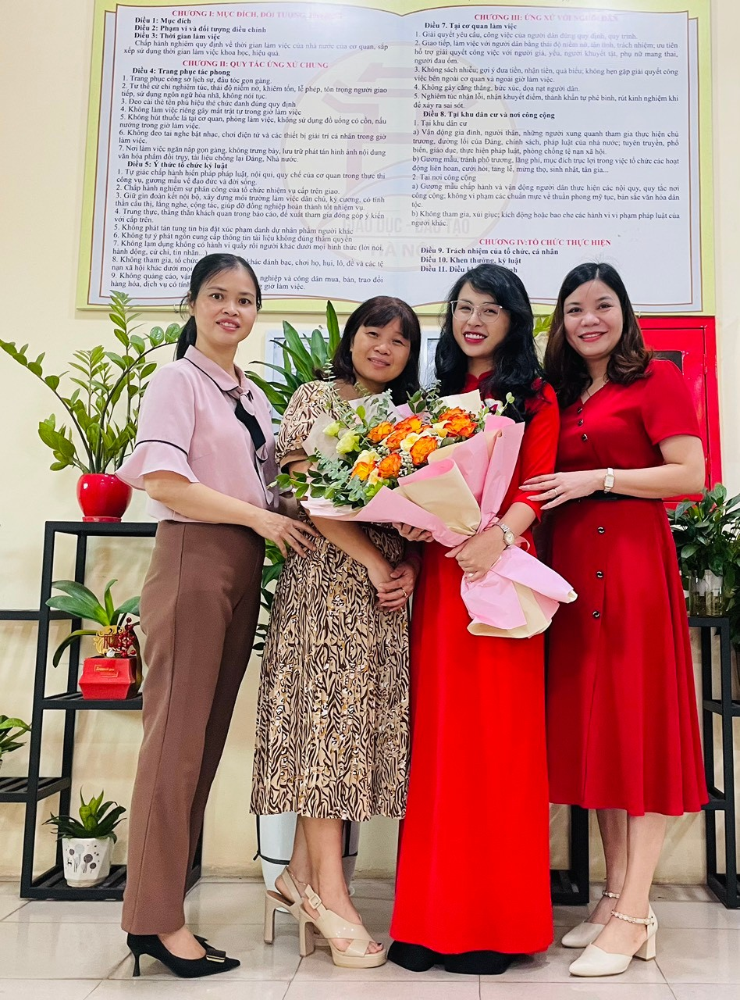 CHƯƠNG I: MỤC ĐÍCH, ĐỐI TƯỢNG,
Điều 1: Mục đích
Điều 2: Phạm vi và đối tượng điều chỉnh
Điều 3: Thời gian làm việc
Chấp hành nghiêm quy định về thời gian làm việc của nhà nước của cơ quan, sắp
xếp sử dụng thời gian làm việc khoa học, hiệu quả.
CHƯƠNG II: QUY TẮC ỨNG XỬ CHUNG
Điều 4: Trang phục tác phong
1. Trang phục công sở lịch sự, đầu tóc gọn gàng.
2. Tư thế cử chỉ nghiêm túc, thái độ niềm nở, khiêm tốn, lễ phép, tôn trọng người giao
tiếp, sử dụng ngôn ngữ hòa nhã, không nói tục.
3. Đeo cài thẻ tên phù hiệu thẻ chức danh đúng quy định
4. Không làm việc riêng gây mất trật tự trong giờ làm việc
5. Không hút thuốc lá tại cơ quan, phòng làm việc, không sử dụng đồ uống có cồn, nấu
nướng trong giờ làm việc.
6. Không đeo tai nghe bật nhạc, chơi điện tử và các thiết bị giải trí cá nhân trong giờ
làm việc.
7. Nơi làm việc ngăn nắp gọn gàng, không trưng bày, lưu trữ phát tán hình ảnh nội dung
văn hóa phẩm đồi trụy, tài liệu chống lại Đảng, Nhà nước.
Điều 5: Ý thức tổ chức kỷ luật
1. Tự giác chấp hành hiến pháp pháp luật, nội qui, quy chế của cơ quan trong thực thi
công vụ, gương mẫu về đạo đức và đời sống.
2. Chấp hành nghiêm sự phân công của tổ chức nhiệm vụ cấp trên giao.
3. Giữ gìn đoàn kết nội bộ, xây dựng môi trường làm việc dân chủ, kỷ cương, có tinh
thần cầu thị, lắng nghe, cộng tác, giúp đỡ đồng nghiệp hoàn thành tốt nhiệm vụ.
4. Trung thực, thẳng thắn khách quan trong báo cáo, đề xuất tham gia đóng góp ý kiến
với cấp trên.
5. Không phát tán tung tin bịa đặt xúc phạm danh dự nhân phẩm người khác
6. Không tự ý phát ngôn cung cấp thông tin tài liệu không đúng thẩm quyền
7. Không lạm dụng không có hành vi quấy rối người khác dưới mọi hình thức (lời nói,
hành động, cử chỉ, tin nhắn...)
8. Không tham gia, tổ chức khác đánh bạc, chơi họ, hụi, lô, đề và các tệ
nạn xã hội khác dưới mọi
9. Không quảng cáo, vận nghiệp và công dân mua, bán, trao đổi
hàng hóa, dịch vụ có tính giờ làm việc.
CHƯƠNG III: ỨNG XỬ VỚI NGƯỜI DÂN
Điều 7. Tại cơ quan làm việc
1. Giải quyết yêu cầu, công việc của người dân đúng quy định, quy trình.
2. Giao tiếp, làm việc với người dân bằng thái độ niềm nở, tận tình, trách nhiệm; ưu tiên
hỗ trợ giải quyết công việc với người già, yếu, người khuyết tật, phụ nữ mang thai,
người đau ốm.
3. Không sách nhiễu; gợi ý đưa tiền, nhận tiền, quà biếu; không hẹn gặp giải quyết công
việc bên ngoài cơ quan và ngoài giờ làm việc.
4. Không gây căng thẳng, bức xúc, dọa nạt người dân.
5. Nghiêm túc nhận lỗi, nhận khuyết điểm, thành khẩn tự phê bình, rút kinh nghiệm khi
để xảy ra sai sót.
Điều 8. Tại khu dân cư và nơi công cộng
1. Tại khu dân cư
a) Vận động gia đình, người thân, những người xung quanh tham gia thực hiện chủ
trương, đường lối của Đảng, chính sách, pháp luật của nhà nước; tuyên truyền, phổ
biến, giáo dục, thực hiện pháp luật, phòng chống tệ nạn xã hội.
b) Gương mẫu, tránh phô trương, lãng phí, mục đích trục lợi trong việc tổ chức các hoạt
động liên hoan, cưới hỏi, tang lễ, mừng thọ, sinh nhật, tân gia...
2. Tại nơi công cộng
a) Gương mẫu chấp hành và vận động người dân thực hiện các nội quy, quy tắc nơi
công cộng; không vi phạm các chuẩn mực về thuần phong mỹ tục, bản sắc văn hóa dân
tộc.
b) Không tham gia, xúi giục; kích động hoặc bao che các hành vi vi phạm pháp luật của
người khác.
CHƯƠNG IV:TỔ CHỨC THỰC HIỆN
Điều 9. Trách nhiệm của tổ chức, cá nhân
Điều 10. Khen thưởng, kỷ luật
Điều 11.
GIÁO DỤC - ĐÀO TẠO
HÀ NỘI